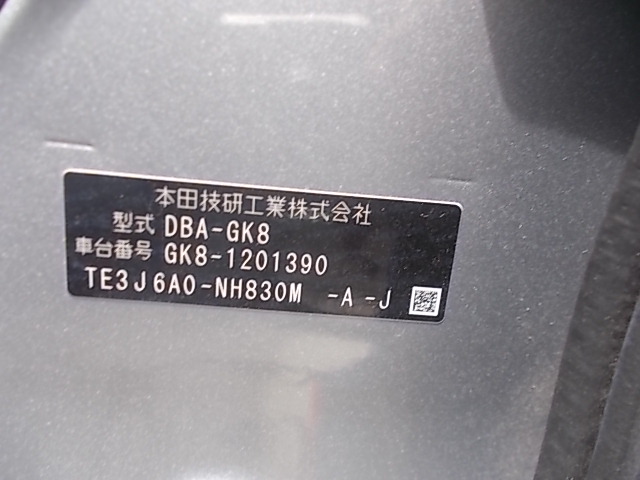 本田技研工業株式会社
型式 DBA-GK8
車台番号 GK8-1201390
TE3J6A0-NH830M -A -J